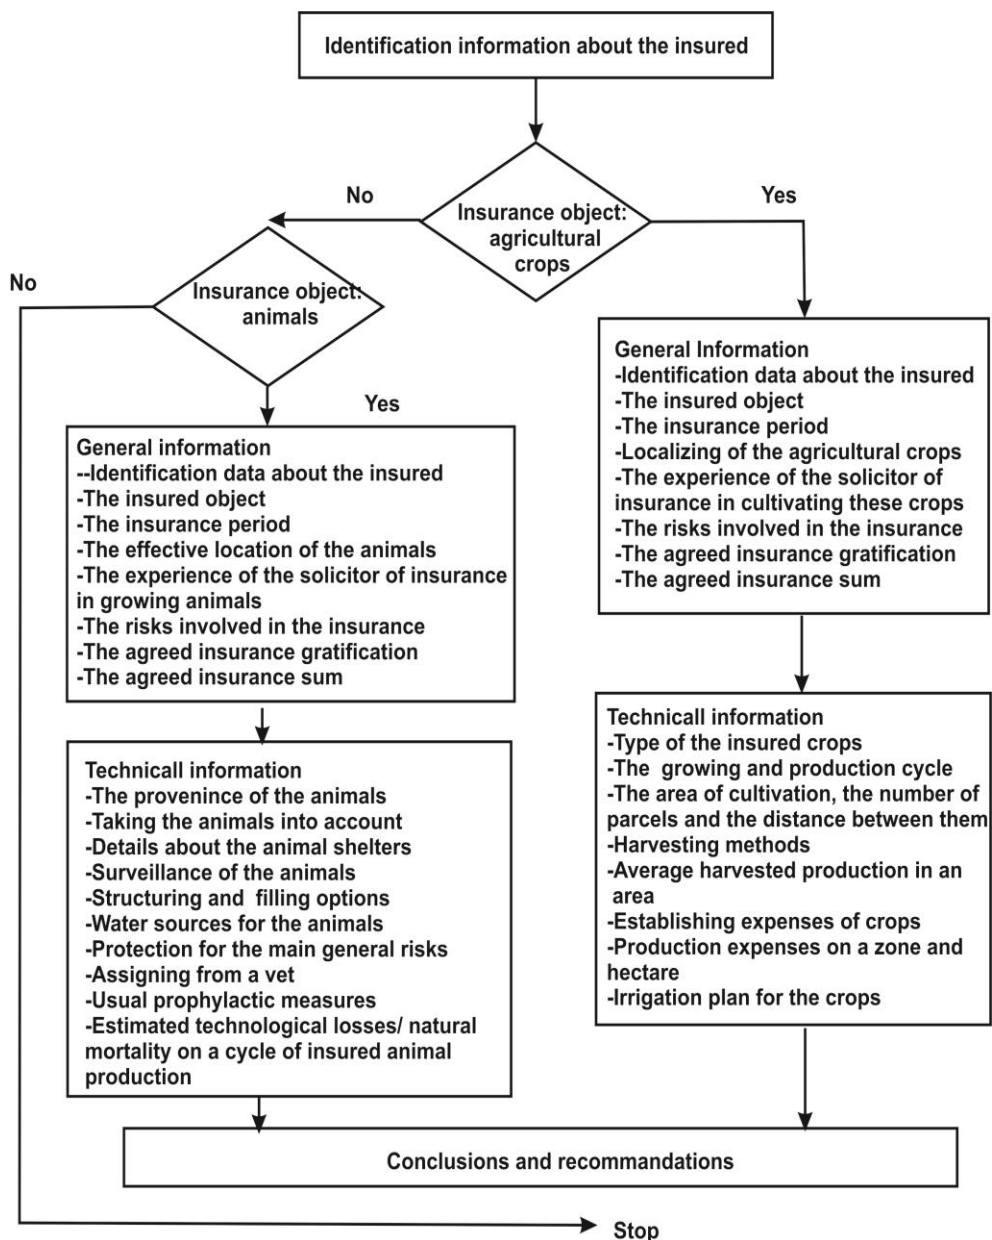 Identification information about the insured
No
Yes
Insurance object:
agricultural
crops
No
Insurance object:
animals
Yes
General Information
-Identification data about the insured
-The insured object
-The insurance period
-Localizing of the agricultural crops
-The experience of the solicitor of
insurance in cultivating these crops
-The risks involved in the insurance
-The agreed insurance gratification
-The agreed insurance sum
General information
--Identification data about the insured
-The insured object
-The insurance period
-The effective location of the animals
-The experience of the solicitor of insurance
in growing animals
-The risks involved in the insurance
-The agreed insurance gratification
-The agreed insurance sum
Technicall information
-Type of the insured crops
-The growing and production cycle
-The area of cultivation, the number of
parcels and the distance between them
-Harvesting methods
-Average harvested production in an
area
-Establishing expenses of crops
-Production expenses on a zone and
hectare
-Irrigation plan for the crops
Technicall information
-The provenince of the animals
-Taking the animals into account
-Details about the animal shelters
-Surveillance of the animals
-Structuring and filling options
-Water sources for the animals
-Protection for the main general risks
-Assigning from a vet
-Usual prophylactic measures
-Estimated technological losses/ natural
mortality on a cycle of insured animal
production
Conclusions and recommandations
Stop